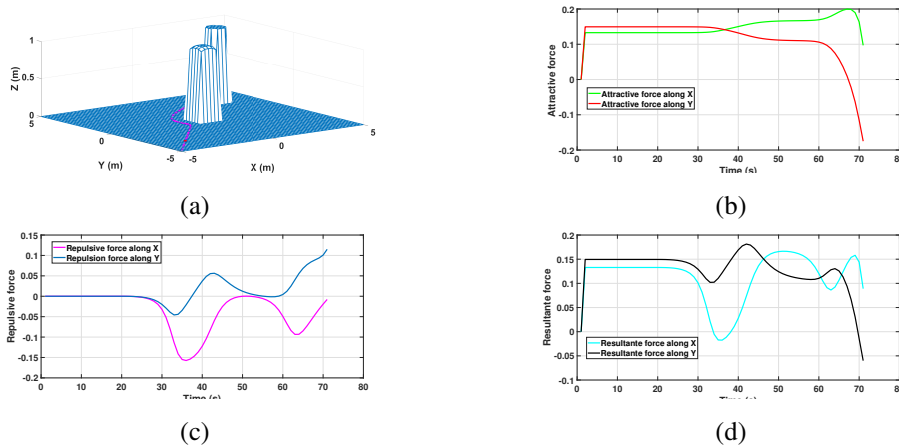 1
0.5
0
5
0
-5
-5
0
5
Z (m)
Y (m)
X (m)
(a)
0.2
0.1
0
-0.1
-0.2
0 10 20 30 40 50 60 70 80
Attractive force
Time (s)
Attractive force along X
Attractive force along Y
(b)
0.15
0.1
0.05
0
-0.05
-0.1
-0.15
-0.2
0 10 20 30 40 50 60 70 80
Repulsive force
Time (s)
Repulsive force along X
Repulsion force along Y
(c)
0.2
0.15
0.1
0.05
0
-0.05
0.1
0 10 20 30 40 50 60 70 80
Resultante force
Time (s)
Resultante force along X
Resultante force along Y
(d)